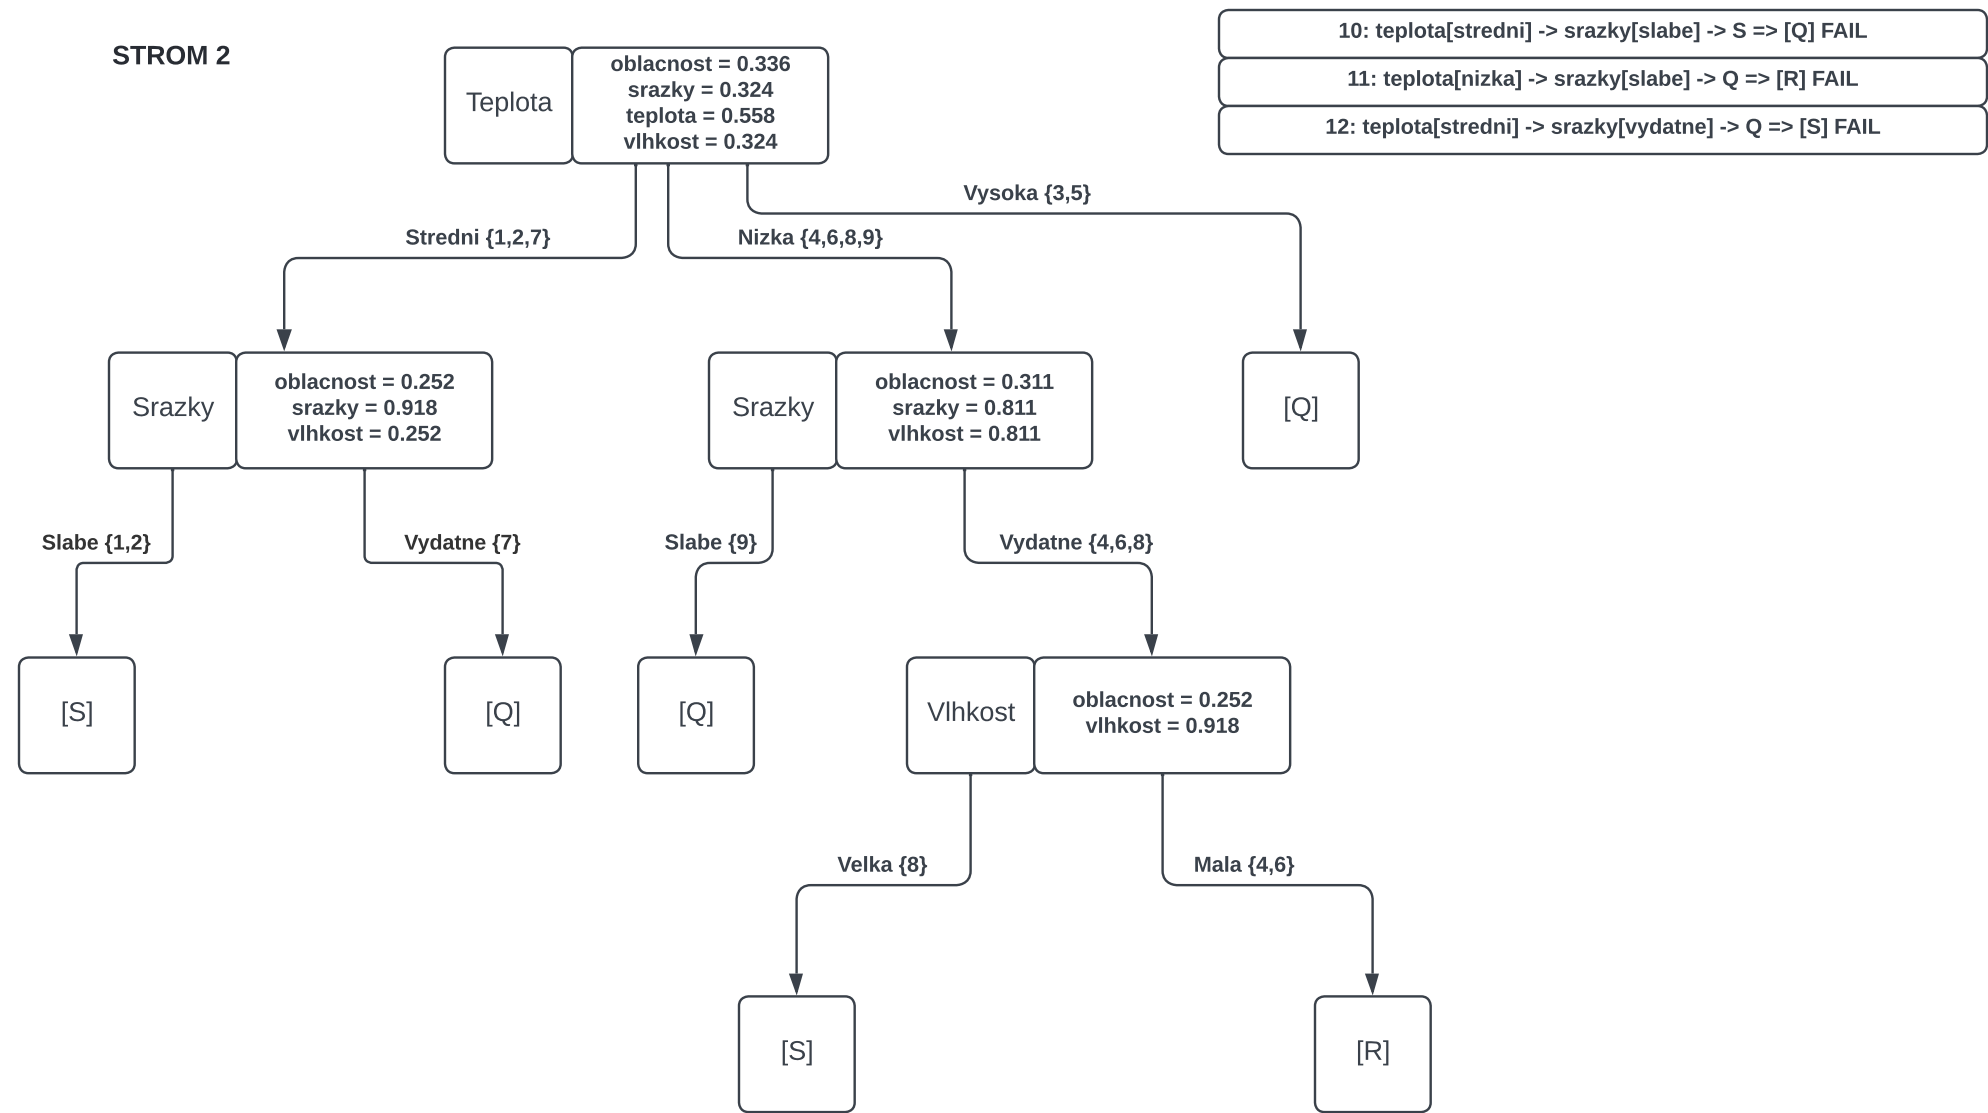 STROM 2
Teplota
oblacnost = 0.336
srazky = 0.324
teplota = 0.558
vlhkost = 0.324
10: teplota[stredni] -> srazky[slabe] -> S => [Q] FAIL
11: teplota[nizka] -> srazky[slabe] -> Q => [R] FAIL
12: teplota[stredni] -> srazky[vydatne] -> Q => [S] FAIL
Stredni {1,2,7}
Nizka {4,6,8,9}
Vysoka {3,5}
Srazky
oblacnost = 0.252
srazky = 0.918
vlhkost = 0.252
Srazky
oblacnost = 0.311
srazky = 0.811
vlhkost = 0.811
[Q]
Slabe {1,2}
Vydatne {7}
Slabe {9}
Vydatne {4,6,8}
[S]
[Q]
[Q]
Vlhkost
oblacnost = 0.252
vlhkost = 0.918
Velka {8}
Mala {4,6}
[S]
[R]